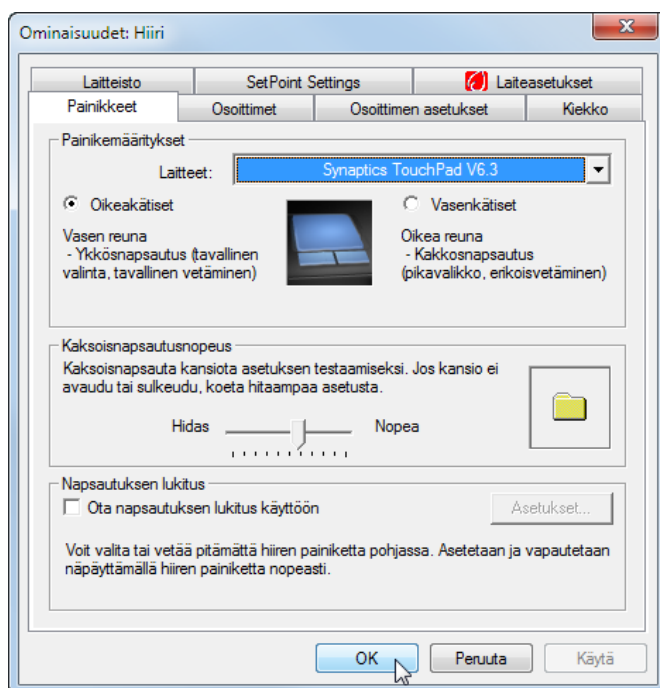 Ominaisuudet: Hiiri
Laitteisto
SetPoint Settings
Laiteasetukset
Painikkeet
Osoittimet
Osoittimen asetukset
Kiekko
Painikemääritykset
Laitteet:
Synaptics TouchPad V6.3
Oikeakätiset
Vasenkätiset
Vasen reuna
- Ykkösnapsautus (tavallinen
valinta, tavallinen vetäminen)
Oikea reuna
- Kakkosnapsautus
(pikavalikko, erikoisvetäminen)
Kaksoisnapsautusnopeus
Kaksoisnapsauta kansiota asetuksen testaamiseksi. Jos kansio ei
avaudu tai sulkeudu, koeta hitaampaa asetusta.
Hidas
Nopea
Napsautuksen lukitus
Ota napsautuksen lukitus käyttöön
Asetukset...
Voit valita tai vetää pitämättä hiiren painiketta pohjassa. Asetetaan ja vapautetaan
näpäyttämällä hiiren painiketta nopeasti.
OK
Peruuta
Käytä